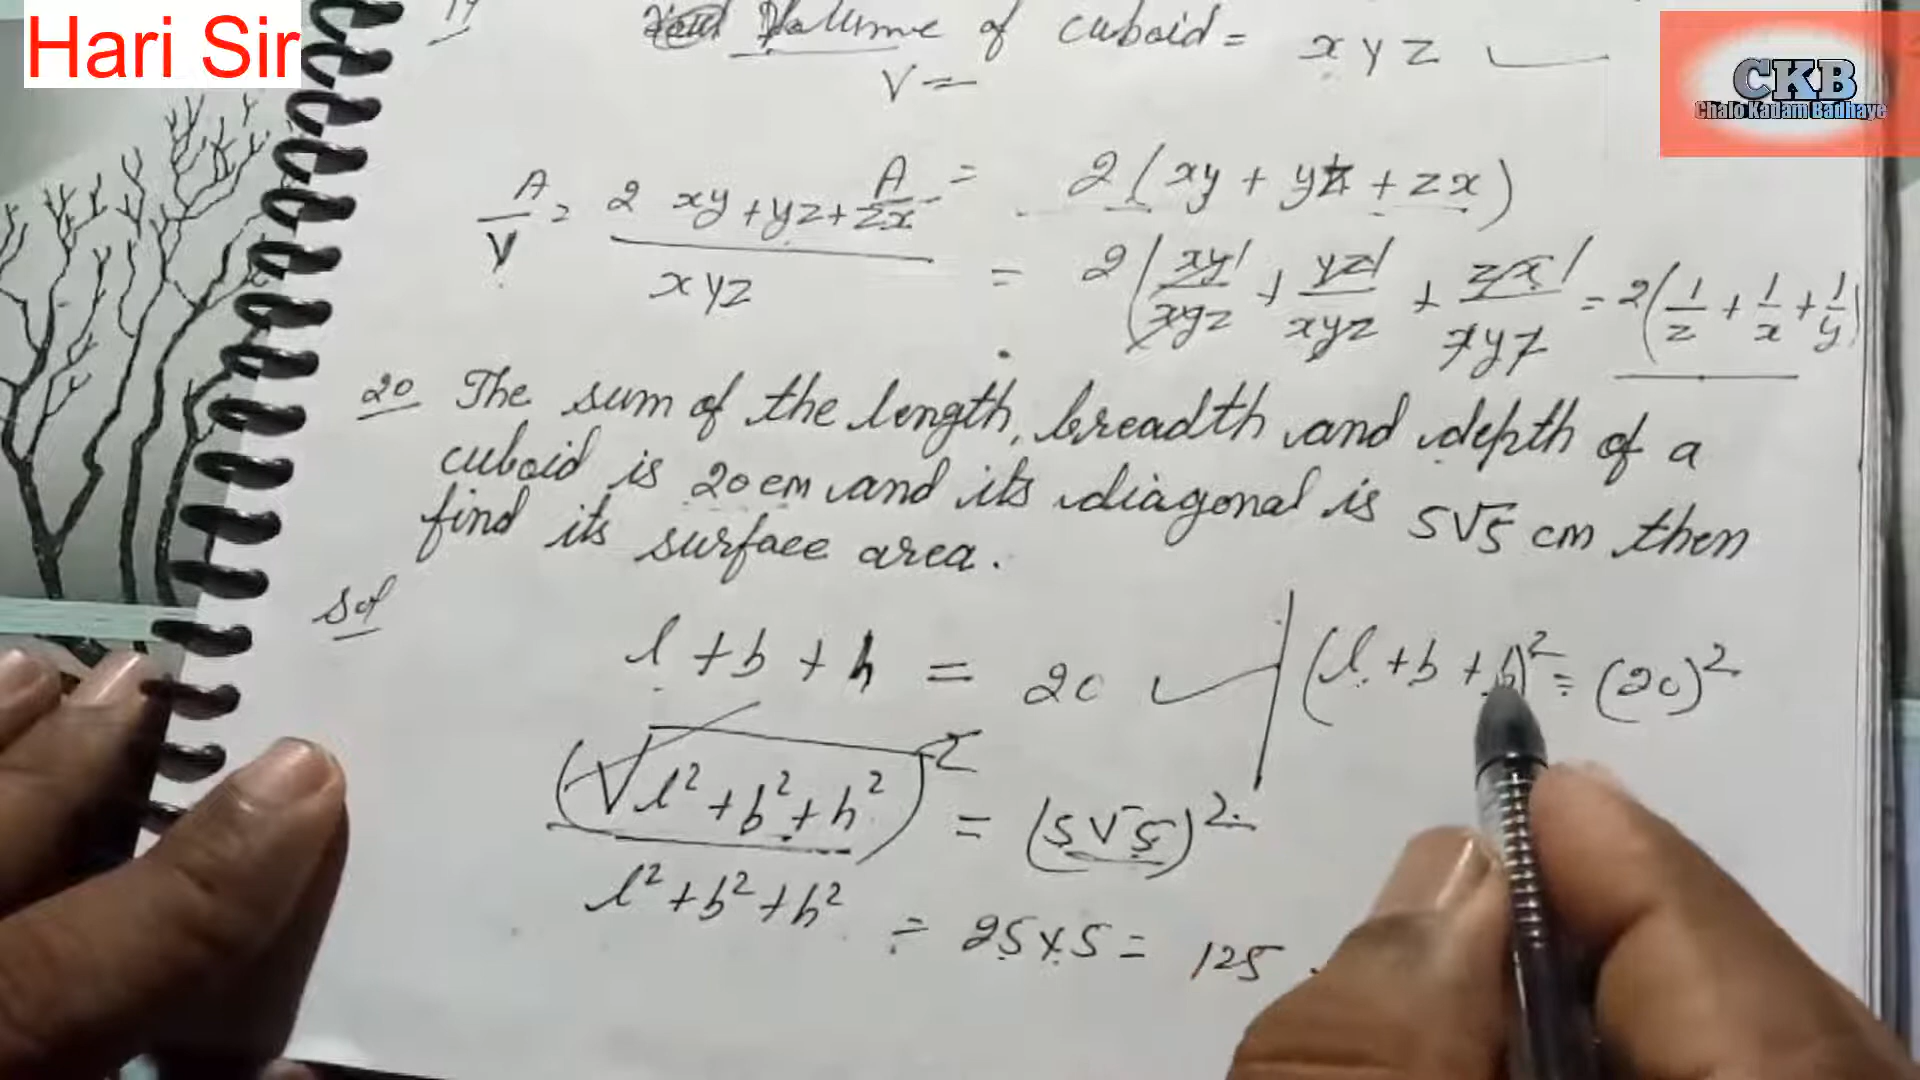 Hari Sir
CKB
Chalo Kadam Badhaye
19
Volume of cuboid = xyz
V =
A/V = 2 xy + yz + zx / xyz
A = 2 (xy + yz + zx)
= 2 (xy/xyz + yz/xyz + zx/xyz) = 2 (1/z + 1/x + 1/y)
20 The sum of the length, breadth and depth of a
cuboid is 20 cm and its diagonal is 5√5 cm then
find its surface area.
Sol
l + b + h = 20
(l + b + h)² = (20)²
(√l² + b² + h²)² = (5√5)²
l² + b² + h² = 25 x 5 = 125